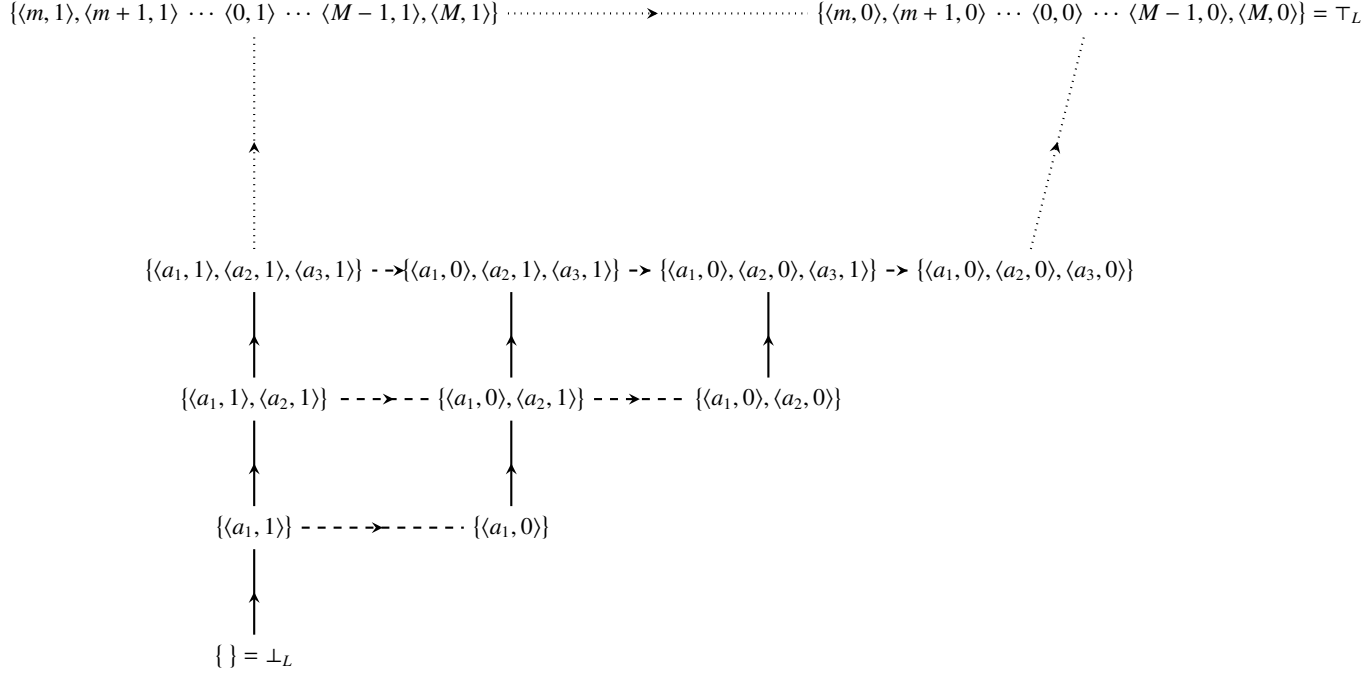 {⟨m, 1⟩, ⟨m + 1, 1⟩ ⋯ ⟨0, 1⟩ ⋯ ⟨M − 1, 1⟩, ⟨M, 1⟩} {⟨m, 0⟩, ⟨m + 1, 0⟩ ⋯ ⟨0, 0⟩ ⋯ ⟨M − 1, 0⟩, ⟨M, 0⟩} = ⊤_L
{⟨a₁, 1⟩, ⟨a₂, 1⟩, ⟨a₃, 1⟩} {⟨a₁, 0⟩, ⟨a₂, 1⟩, ⟨a₃, 1⟩} {⟨a₁, 0⟩, ⟨a₂, 0⟩, ⟨a₃, 1⟩} {⟨a₁, 0⟩, ⟨a₂, 0⟩, ⟨a₃, 0⟩}
{⟨a₁, 1⟩, ⟨a₂, 1⟩} {⟨a₁, 0⟩, ⟨a₂, 1⟩} {⟨a₁, 0⟩, ⟨a₂, 0⟩}
{⟨a₁, 1⟩} {⟨a₁, 0⟩}
{ } = ⊥_L